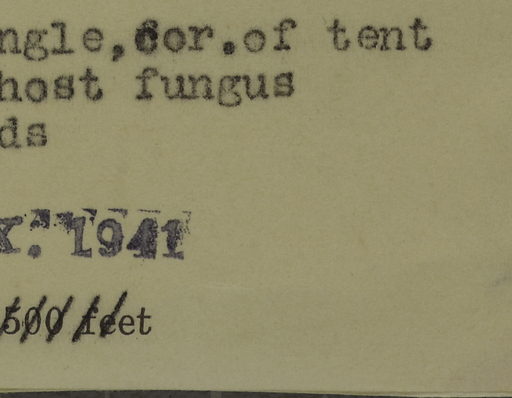 ngle,cor.of tent
host fungus
ds
X. 1941
500 feet